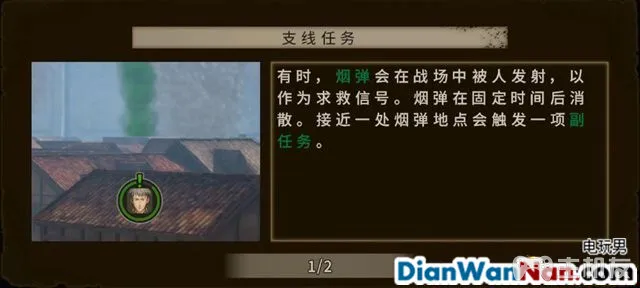 支线任务
有时，烟弹会在战场中被人发射，以
作为求救信号。烟弹在固定时间后消
散。接近一处烟弹地点会触发一项副
任务。
1/2
电玩男
DianWanNan.com